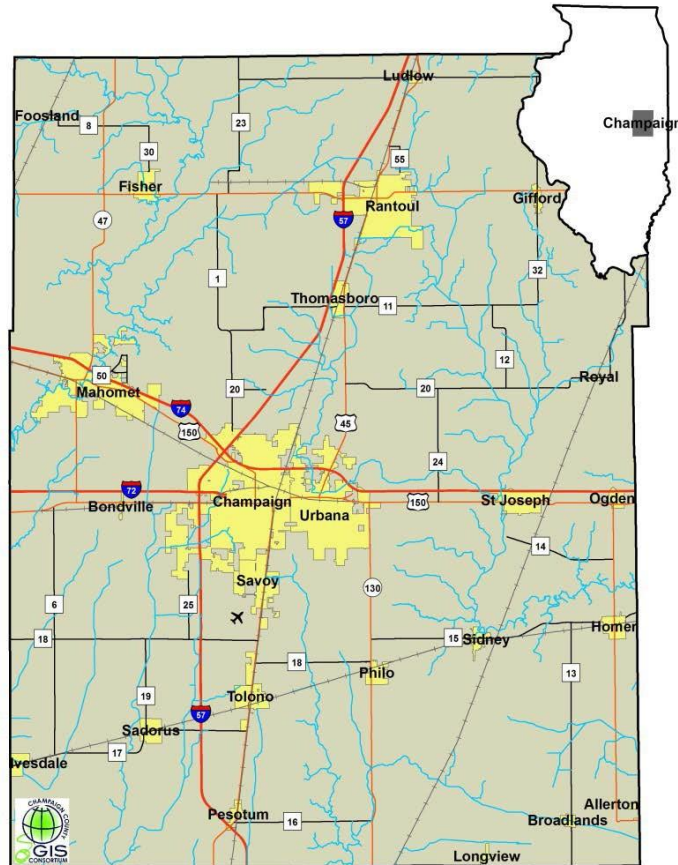 Ludlow
Champaign
Foosland
8
23
30
55
Fisher
Rantoul
Gifford
47
57
32
1
Thomasboro
11
12
50
20
20
Royal
Mahomet
74
150
45
24
72
Champaign
150
St Joseph
Ogden
Bondville
Urbana
14
Savoy
130
6
25
18
15
Sidney
Homer
18
19
Philo
13
Tolono
57
Sadorus
17
Ivesdale
Allerton
Pesotum
16
Broadlands
Longview
CHAMPAIGN COUNTY
GIS
CONSORTIUM